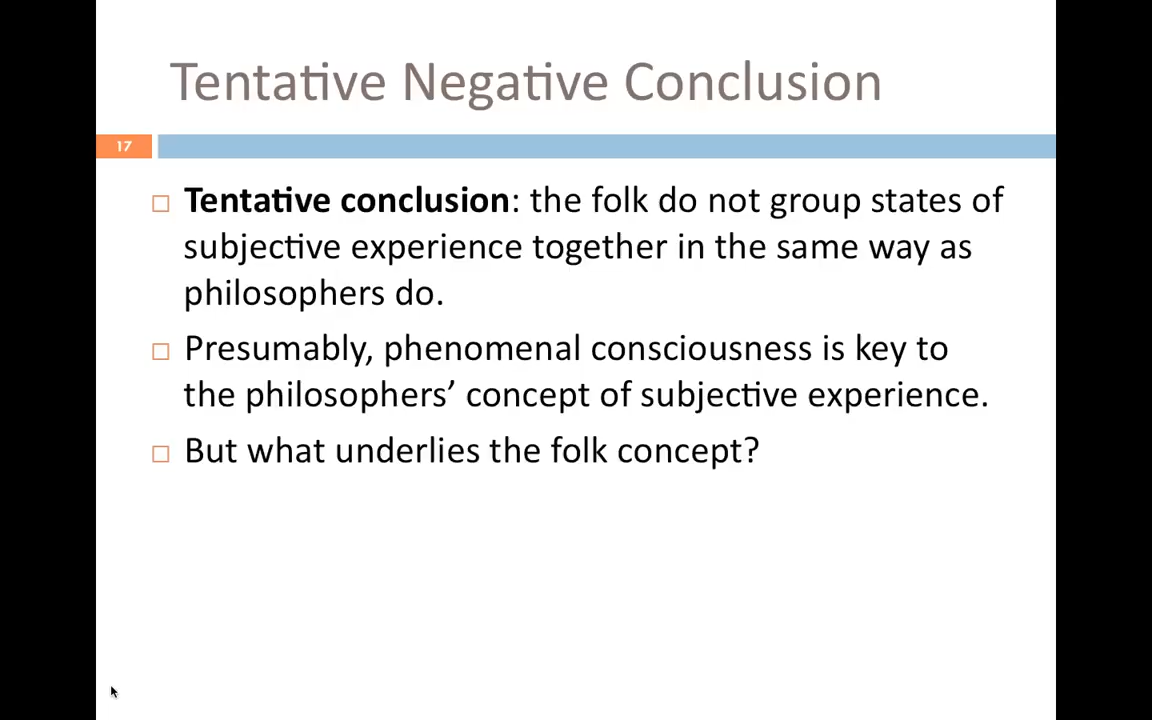 Tentative Negative Conclusion
17
Tentative conclusion: the folk do not group states of
subjective experience together in the same way as
philosophers do.
Presumably, phenomenal consciousness is key to
the philosophers’ concept of subjective experience.
But what underlies the folk concept?